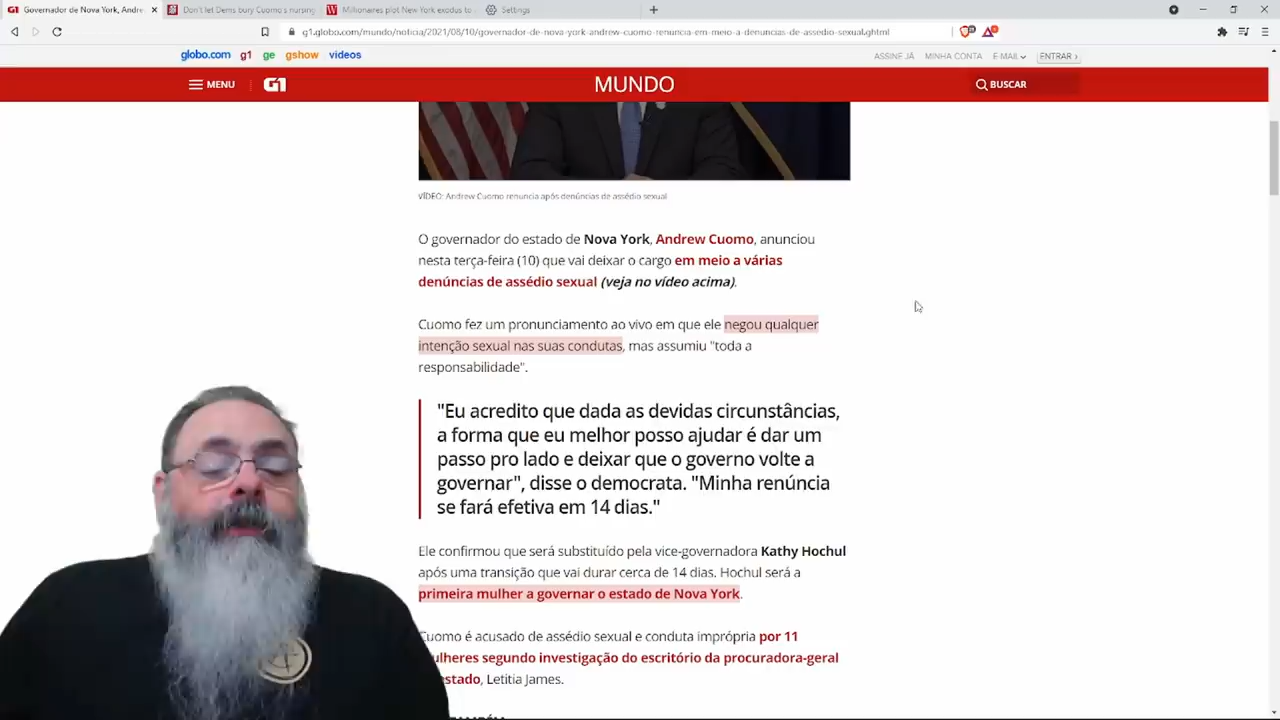 Governador de Nova York, Andre
Don't let Dems bury Cuomo's nursing
Millionaires plot New York exodus to
Settings
g1.globo.com/mundo/noticia/2021/08/10/governador-de-nova-york-andrew-cuomo-renuncia-em-meio-a-denuncias-de-assedio-sexual.ghtml
globo.com g1 ge gshow videos
ASSINE JÁ MINHA CONTA E-MAIL ENTRAR ›
MENU G1 MUNDO BUSCAR
VÍDEO: Andrew Cuomo renuncia após denúncias de assédio sexual
O governador do estado de Nova York, Andrew Cuomo, anunciou
nesta terça-feira (10) que vai deixar o cargo em meio a várias
denúncias de assédio sexual (veja no vídeo acima).
Cuomo fez um pronunciamento ao vivo em que ele negou qualquer
intenção sexual nas suas condutas, mas assumiu "toda a
responsabilidade".
"Eu acredito que dada as devidas circunstâncias,
a forma que eu melhor posso ajudar é dar um
passo pro lado e deixar que o governo volte a
governar", disse o democrata. "Minha renúncia
se fará efetiva em 14 dias."
Ele confirmou que será substituído pela vice-governadora Kathy Hochul
após uma transição que vai durar cerca de 14 dias. Hochul será a
primeira mulher a governar o estado de Nova York.
Cuomo é acusado de assédio sexual e conduta imprópria por 11
mulheres segundo investigação do escritório da procuradora-geral
estado, Letitia James.